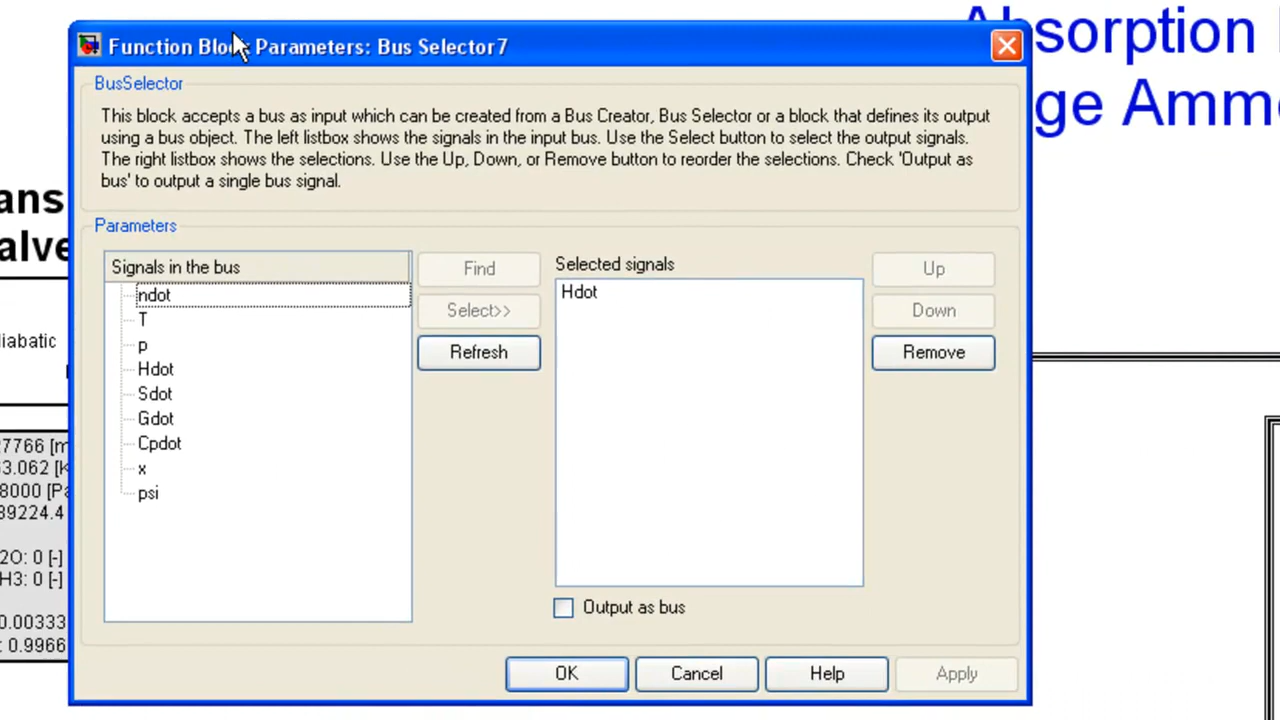 Absorption
ge Amm
Function Block Parameters: Bus Selector7
BusSelector
This block accepts a bus as input which can be created from a Bus Creator, Bus Selector or a block that defines its output
using a bus object. The left listbox shows the signals in the input bus. Use the Select button to select the output signals.
The right listbox shows the selections. Use the Up, Down, or Remove button to reorder the selections. Check 'Output as
bus' to output a single bus signal.
Parameters
Signals in the bus
ndot
T
p
Hdot
Sdot
Gdot
Cpdot
x
psi
Find
Select>>
Refresh
Selected signals
Hdot
Output as bus
Up
Down
Remove
OK
Cancel
Help
Apply
ans
alve
iabatic
7766 [m
3.062 [K
8000 [Pa
39224.4
2O: 0 [-]
H3: 0 [-]
0.00333
: 0.9966